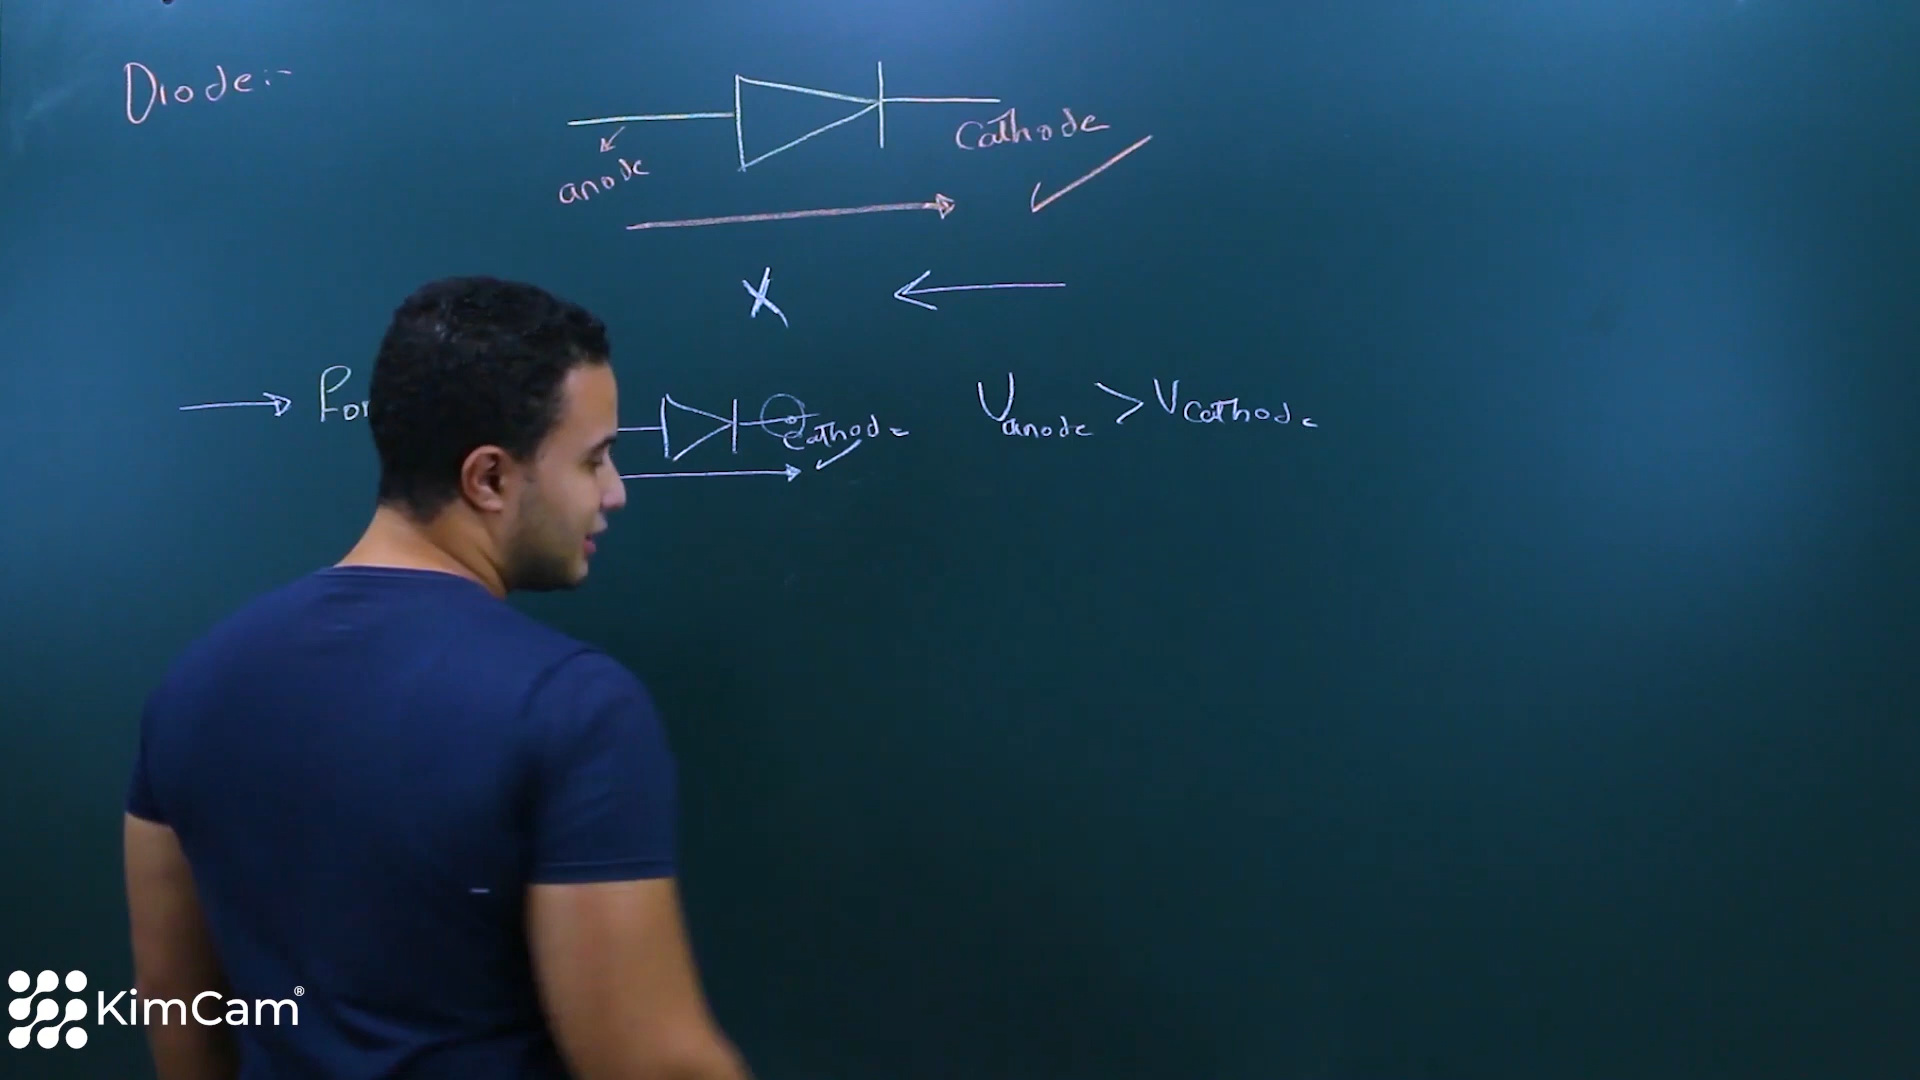 Diode:-
Cathode
anode
X
For
Cathode
Vanode > Vcathode
KimCam®